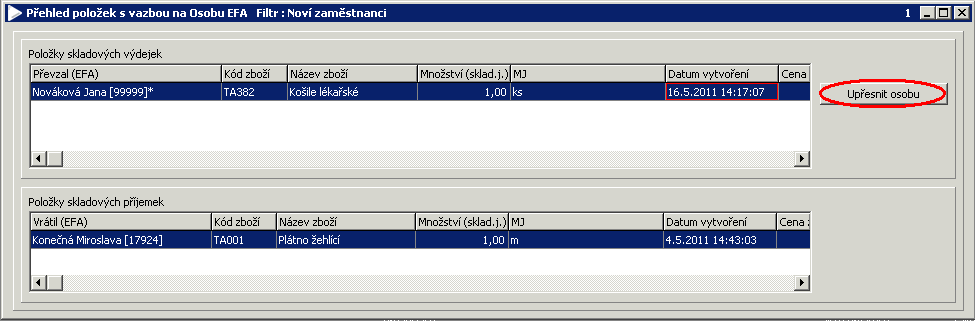 Přehled položek s vazbou na Osobu EFA Filtr : Noví zaměstnanci 1
Položky skladových výdejek
Převzal (EFA) Kód zboží Název zboží Množství (sklad.j.) MJ Datum vytvoření Cena
Nováková Jana [99999]* TA382 Košile lékařské 1,00 ks 16.5.2011 14:17:07
Upřesnit osobu
Položky skladových příjemek
Vrátil (EFA) Kód zboží Název zboží Množství (sklad.j.) MJ Datum vytvoření Cena
Konečná Miroslava [17924] TA001 Plátno žehlící 1,00 m 4.5.2011 14:43:03